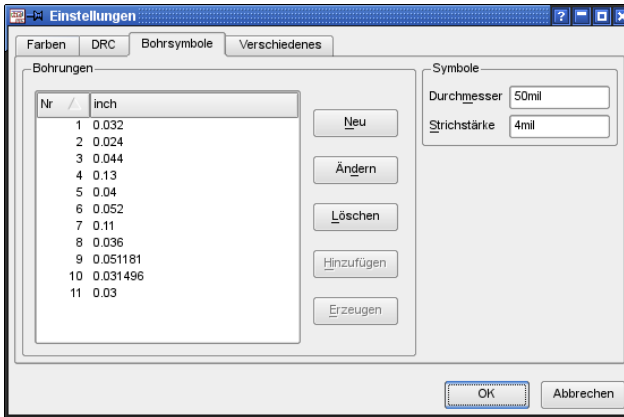 Einstellungen
Farben DRC Bohrsymbole Verschiedenes
Bohrungen
Nr inch
1 0.032
2 0.024
3 0.044
4 0.13
5 0.04
6 0.052
7 0.11
8 0.036
9 0.051181
10 0.031496
11 0.03
Neu
Ändern
Löschen
Hinzufügen
Erzeugen
Symbole
Durchmesser 50mil
Strichstärke 4mil
OK Abbrechen